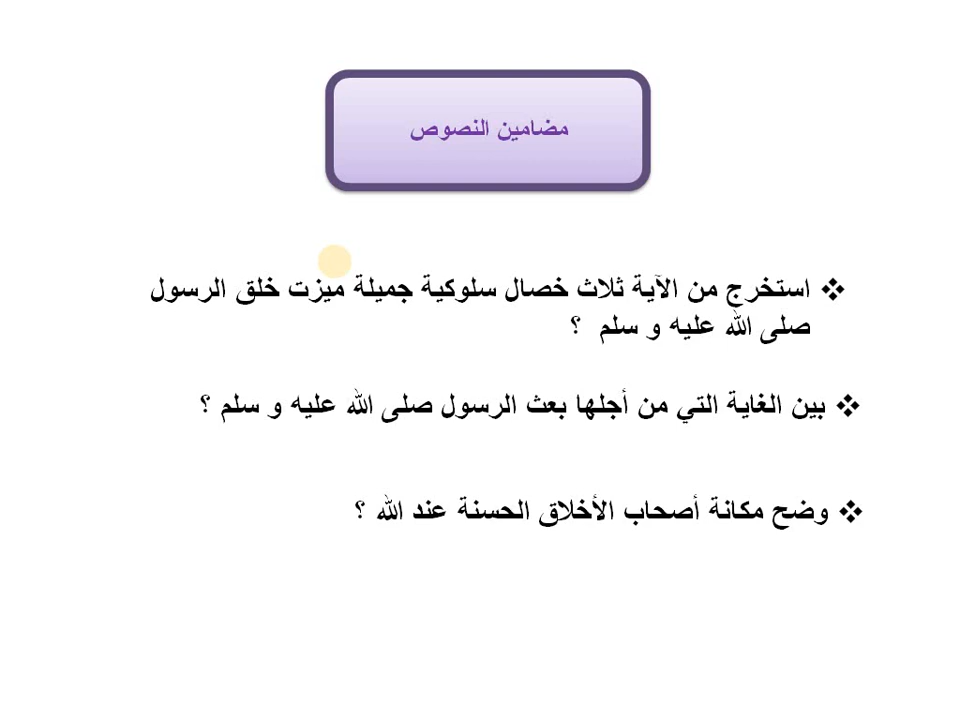 مضامين النصوص
❖ استخرج من الآية ثلاث خصال سلوكية جميلة ميزت خلق الرسول
صلى الله عليه و سلم ؟
❖ بين الغاية التي من أجلها بعث الرسول صلى الله عليه و سلم ؟
❖ وضح مكانة أصحاب الأخلاق الحسنة عند الله ؟